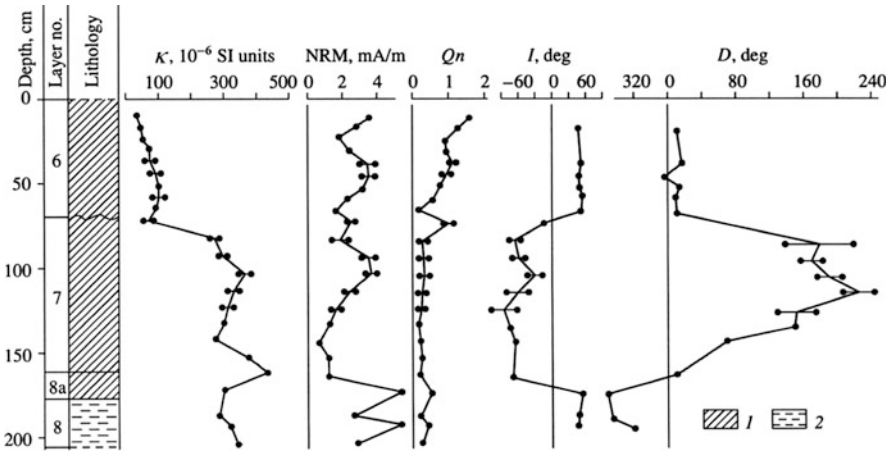 Depth, cm
Layer no.
Lithology
κ, 10⁻⁶ SI units
NRM, mA/m
Qn
I, deg
D, deg
100 300 500
2 4
0 1 2
–60 0 60
320 0 80 160 240
0
50
100
150
200
6
7
8a
8
1 2